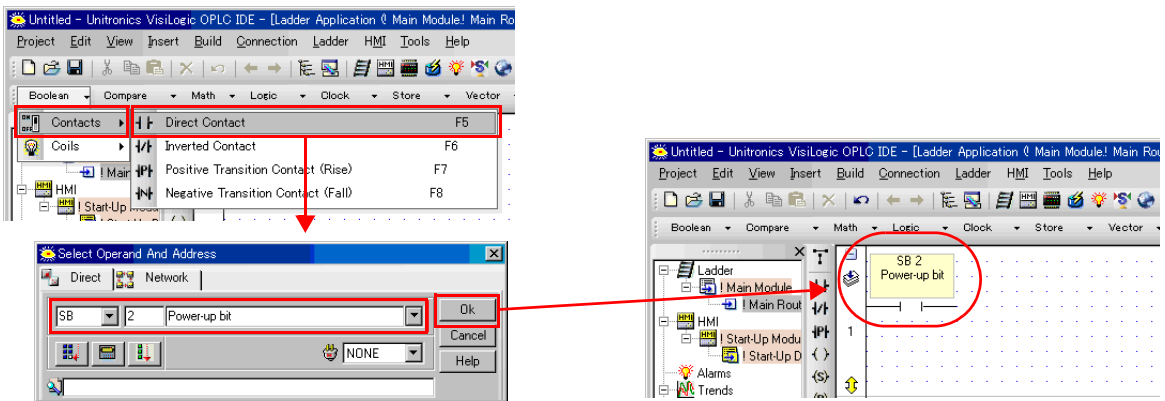 Untitled - Unitronics VisiLogic OPLC IDE - [Ladder Application (! Main Module! Main Ro
Project Edit View Insert Build Connection Ladder HMI Tools Help
Boolean Compare Math Logic Clock Store Vector
Contacts Direct Contact F5
Coils Inverted Contact F6
! Main Positive Transition Contact (Rise) F7
HMI Negative Transition Contact (Fall) F8
! Start-Up Modu
Select Operand And Address
Direct Network
SB 2 Power-up bit Ok
Cancel
NONE Help
Untitled - Unitronics VisiLogic OPLC IDE - [Ladder Application (! Main Module! Main Rou
Project Edit View Insert Build Connection Ladder HMI Tools Help
Boolean Compare Math Logic Clock Store Vector
Ladder
! Main Module
! Main Rout
HMI
! Start-Up Modu
! Start-Up D
Alarms
Trends
SB 2
Power-up bit
1